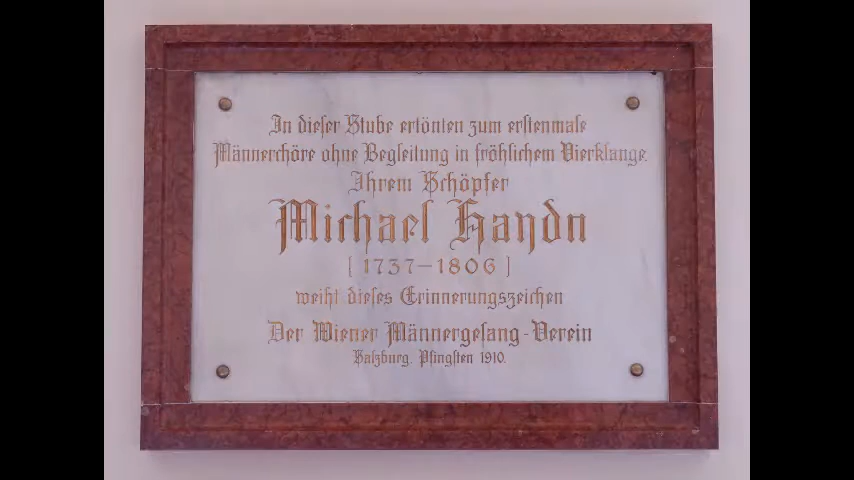 In dieser Stube ertönten zum erstenmale
Männerchöre ohne Begleitung in fröhlichem Vierklange.
Ihrem Schöpfer
Michael Haydn
[1737–1806]
weiht dieses Erinnerungszeichen
Der Wiener Männergesang-Verein
Salzburg. Pfingsten 1910.